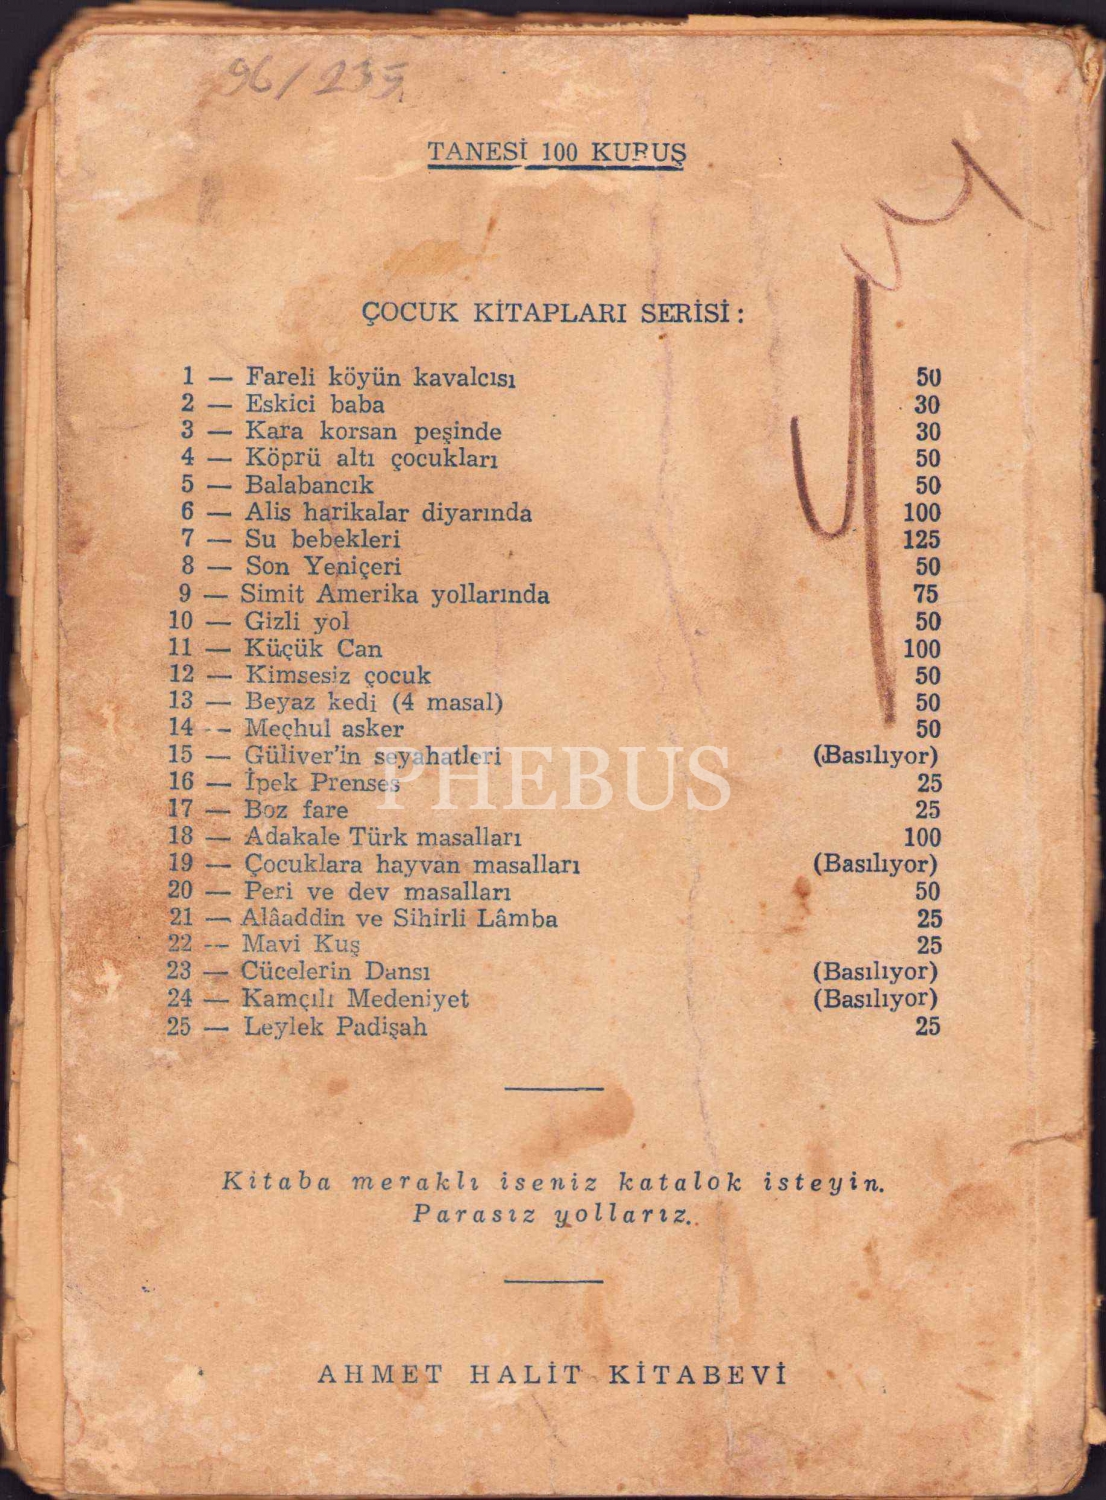 96/235
TANESİ 100 KURUŞ
ÇOCUK KİTAPLARI SERİSİ :
1 — Fareli köyün kavalcısı 50
2 — Eskici baba 30
3 — Kara korsan peşinde 30
4 — Köprü altı çocukları 50
5 — Balabancık 50
6 — Alis harikalar diyarında 100
7 — Su bebekleri 125
8 — Son Yeniçeri 50
9 — Simit Amerika yollarında 75
10 — Gizli yol 50
11 — Küçük Can 100
12 — Kimsesiz çocuk 50
13 — Beyaz kedi (4 masal) 50
14 — Meçhul asker 50
15 — Güliver'in seyahatleri (Basılıyor)
PHEBUS
16 — İpek Prenses 25
17 — Boz fare 25
18 — Adakale Türk masalları 100
19 — Çocuklara hayvan masalları (Basılıyor)
20 — Peri ve dev masalları 50
21 — Alâaddin ve Sihirli Lâmba 25
22 — Mavi Kuş 25
23 — Cücelerin Dansı (Basılıyor)
24 — Kamçılı Medeniyet (Basılıyor)
25 — Leylek Padişah 25
Kitaba meraklı iseniz katalok isteyin.
Parasız yollarız..
AHMET HALİT KİTABEVİ